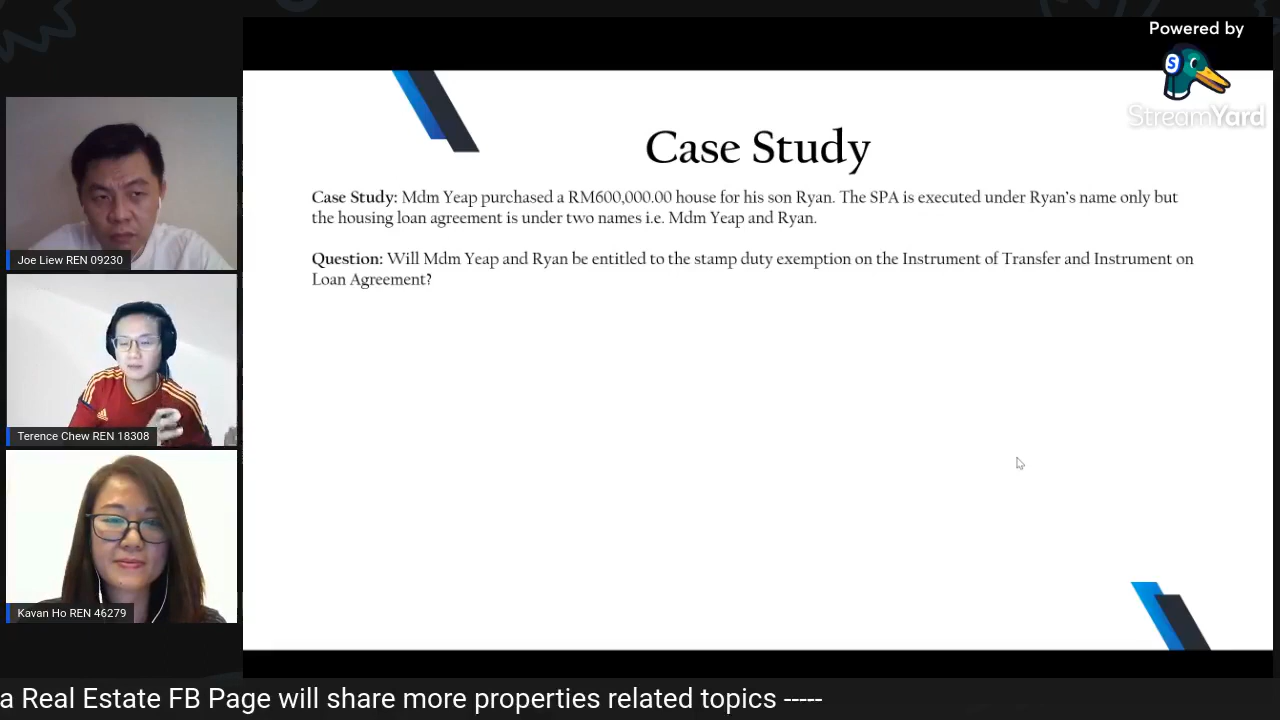 Powered by
StreamYard
Case Study
Case Study: Mdm Yeap purchased a RM600,000.00 house for his son Ryan. The SPA is executed under Ryan's name only but
the housing loan agreement is under two names i.e. Mdm Yeap and Ryan.
Question: Will Mdm Yeap and Ryan be entitled to the stamp duty exemption on the Instrument of Transfer and Instrument on
Loan Agreement?
Joe Liew REN 09230
Terence Chew REN 18308
Kavan Ho REN 46279
a Real Estate FB Page will share more properties related topics -----